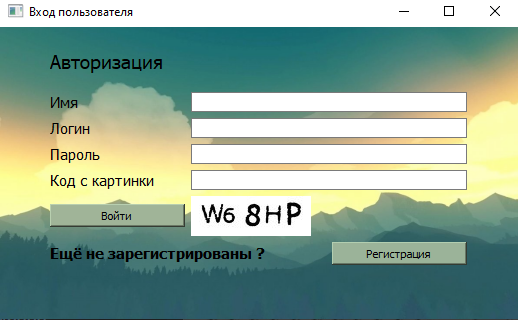 Вход пользователя
Авторизация
Имя
Логин
Пароль
Код с картинки
Войти
W6 8HP
Ещё не зарегистрированы ?
Регистрация